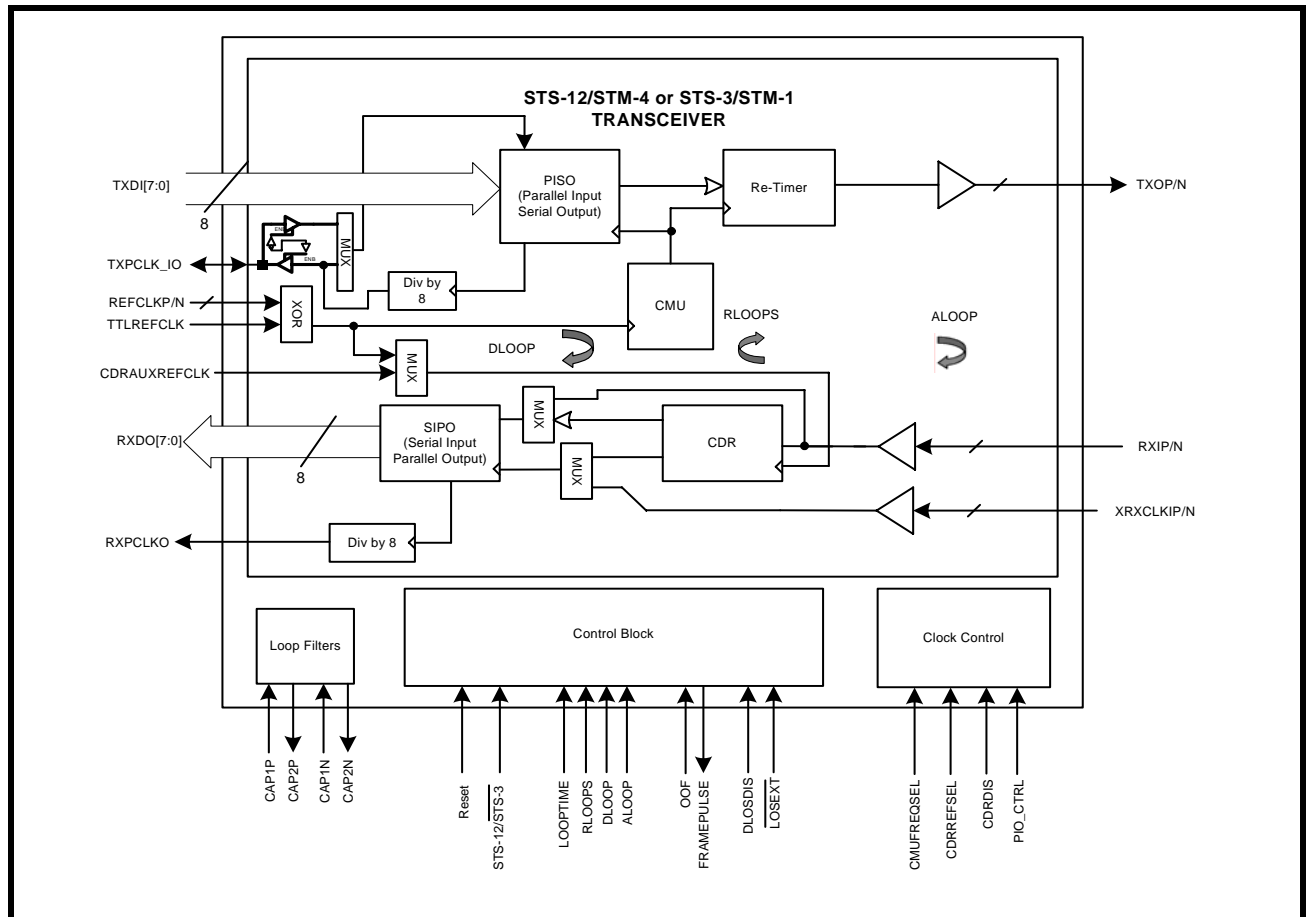 STS-12/STM-4 or STS-3/STM-1
TRANSCEIVER
TXDI[7:0]
8
PISO
(Parallel Input
Serial Output)
Re-Timer
TXOP/N
ENB
ENB
MUX
TXPCLK_IO
Div by
8
CMU
REFCLKP/N
TTLREFCLK
XOR
DLOOP
RLOOPS
ALOOP
CDRAUXREFCLK
MUX
MUX
RXDO[7:0]
8
SIPO
(Serial Input
Parallel Output)
MUX
CDR
RXIP/N
XRXCLKIP/N
RXPCLKO
Div by 8
Loop Filters
Control Block
Clock Control
CAP1P
CAP2P
CAP1N
CAP2N
Reset
STS-12/STS-3
LOOPTIME
RLOOPS
DLOOP
ALOOP
OOF
FRAMEPULSE
DLOSDIS
LOSEXT
CMUFREQSEL
CDRREFSEL
CDRDIS
PIO_CTRL